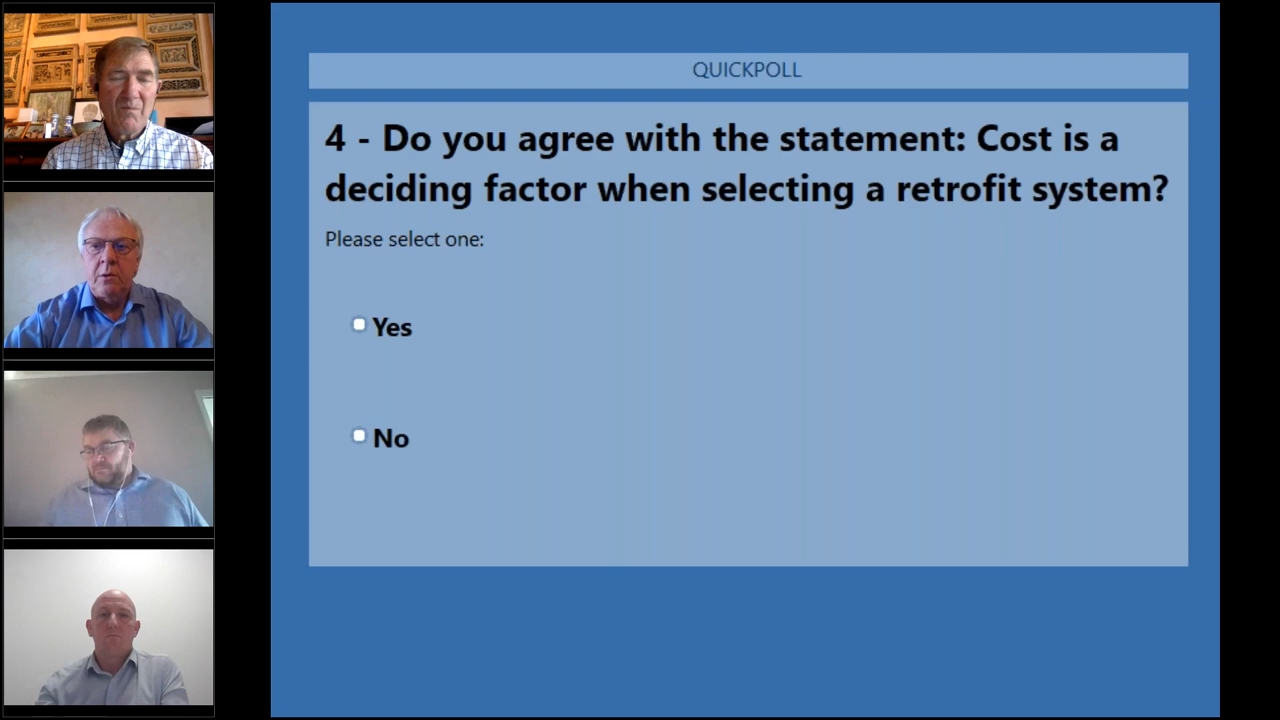 QUICKPOLL
4 - Do you agree with the statement: Cost is a
deciding factor when selecting a retrofit system?
Please select one:
Yes
No